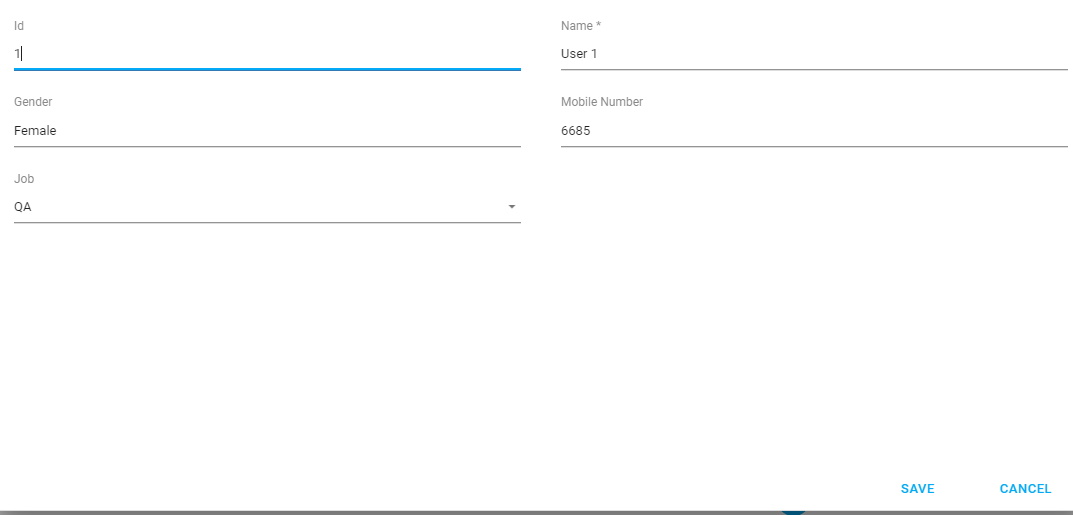 Id
Name *
1
User 1
Gender
Mobile Number
Female
6685
Job
QA
SAVE
CANCEL